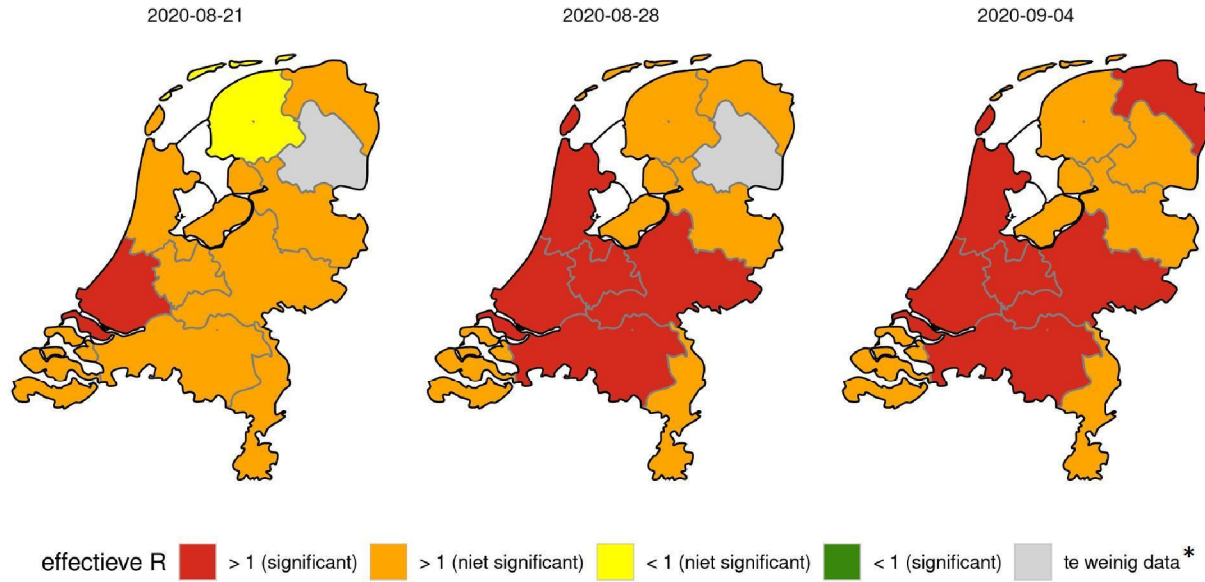 2020-08-21 2020-08-28 2020-09-04
effectieve R > 1 (significant) > 1 (niet significant) < 1 (niet significant) < 1 (significant) te weinig data*